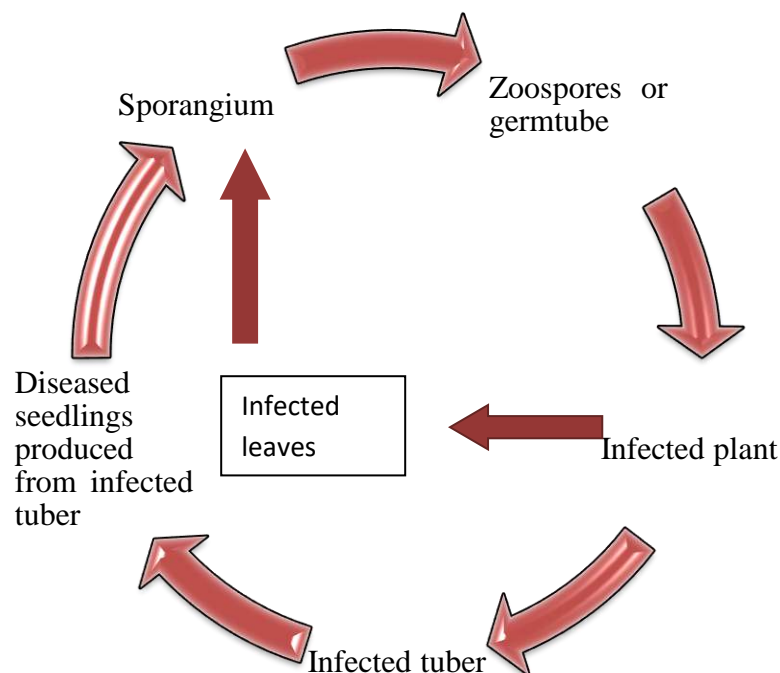 Sporangium
Zoospores or
germtube
Infected plant
Infected
leaves
Diseased
seedlings
produced
from infected
tuber
Infected tuber